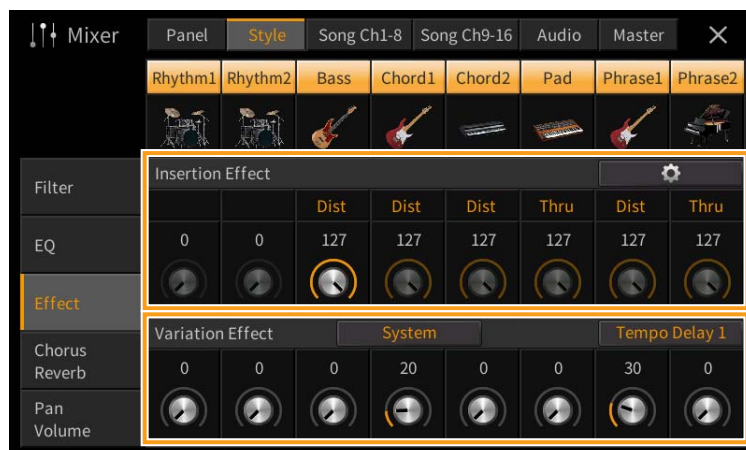 Mixer Panel Style Song Ch1-8 Song Ch9-16 Audio Master
Rhythm1 Rhythm2 Bass Chord1 Chord2 Pad Phrase1 Phrase2
Filter
EQ
Effect
Chorus
Reverb
Pan
Volume
Insertion Effect
Dist Dist Dist Thru Dist Thru
0 0 127 127 127 127 127 127
Variation Effect System Tempo Delay 1
0 0 0 20 0 0 30 0